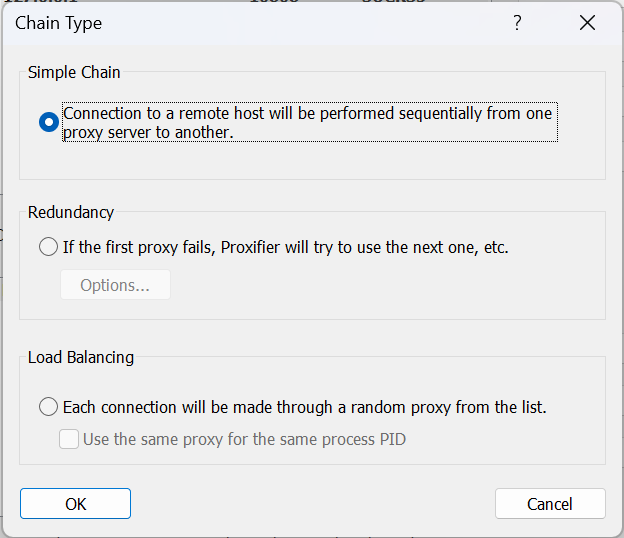 Chain Type
?
Simple Chain
Connection to a remote host will be performed sequentially from one
proxy server to another.
Redundancy
If the first proxy fails, Proxifier will try to use the next one, etc.
Options...
Load Balancing
Each connection will be made through a random proxy from the list.
Use the same proxy for the same process PID
OK
Cancel